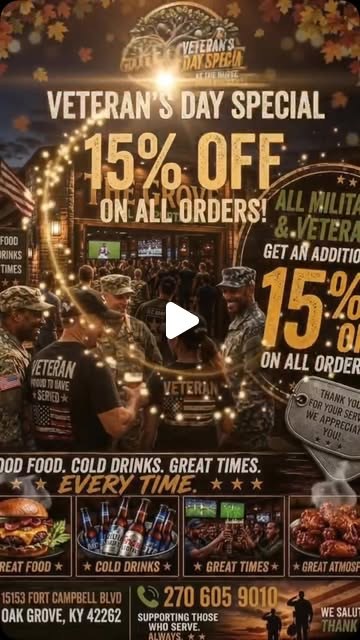 VETERAN'S
DAY SPECIAL
VETERAN'S DAY SPECIAL
15% OFF
ON ALL ORDERS!
THE GROVE
FOOD
DRINKS
TIMES
ALL MILITA
& VETERA
GET AN ADDITIO
15%
OF
ON ALL ORDER
VETERAN
PROUD TO HAVE
SERVED
VETERAN
THANK YOU
FOR YOUR SERV
WE APPRECIA
YOU!
OOD FOOD. COLD DRINKS. GREAT TIMES.
EVERY TIME.
REAT FOOD
COLD DRINKS
GREAT TIMES
GREAT ATMOSP
15153 FORT CAMPBELL BLVD
OAK GROVE, KY 42262
270 605 9010
SUPPORTING THOSE
WHO SERVE.
ALWAYS
WE SALU
THANK